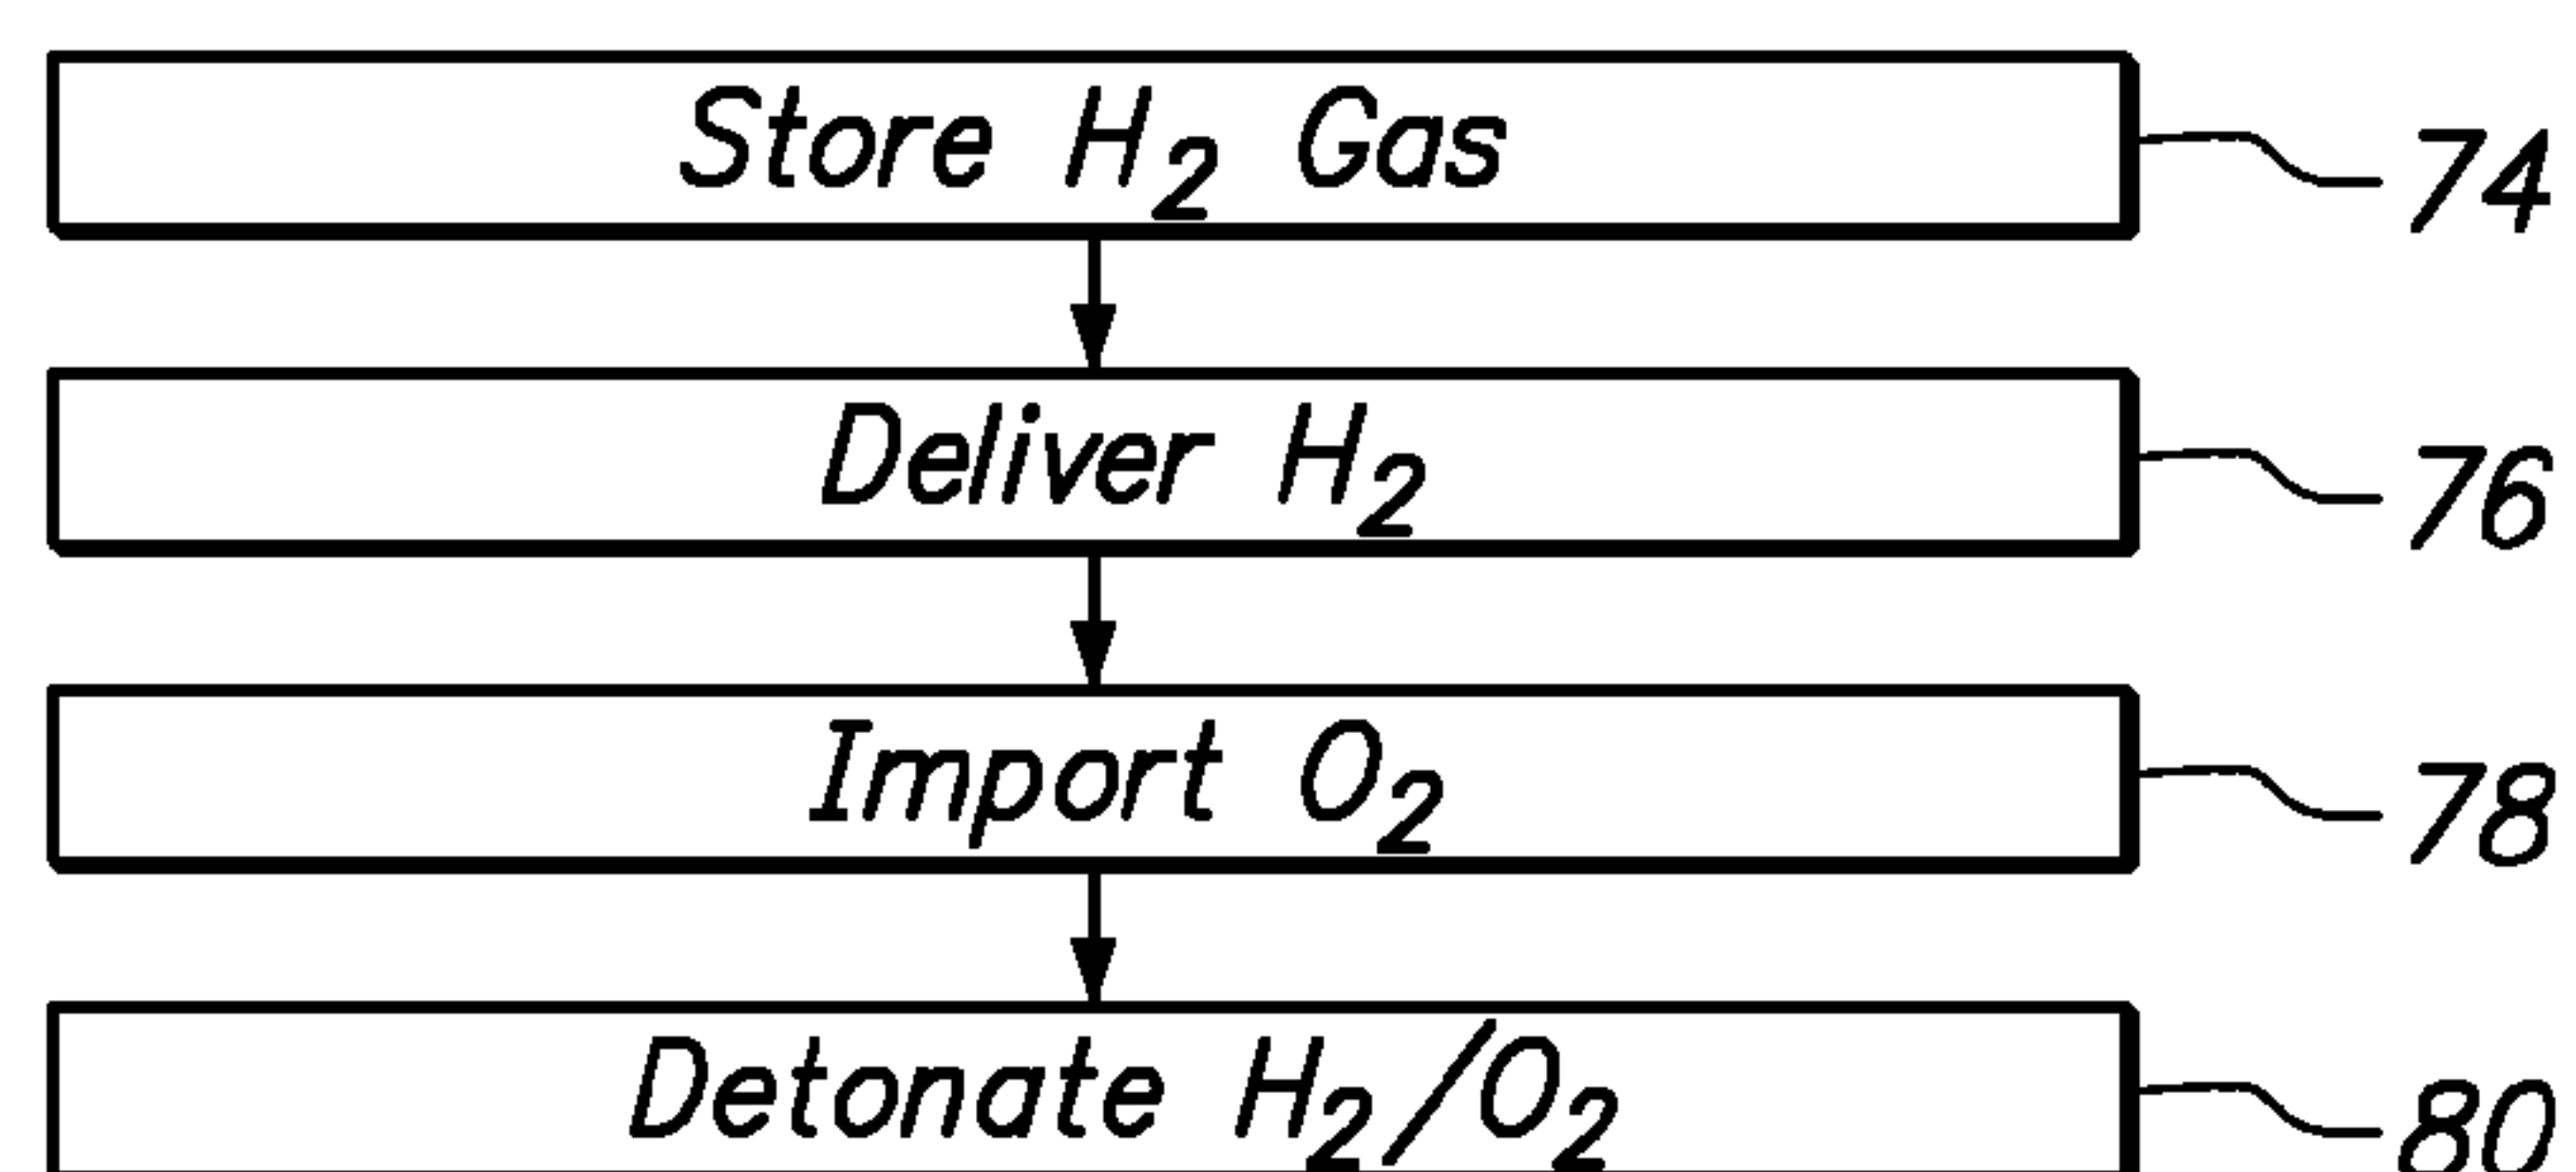 Store H₂ Gas 74
Deliver H₂ 76
Import O₂ 78
Detonate H₂/O₂ 80